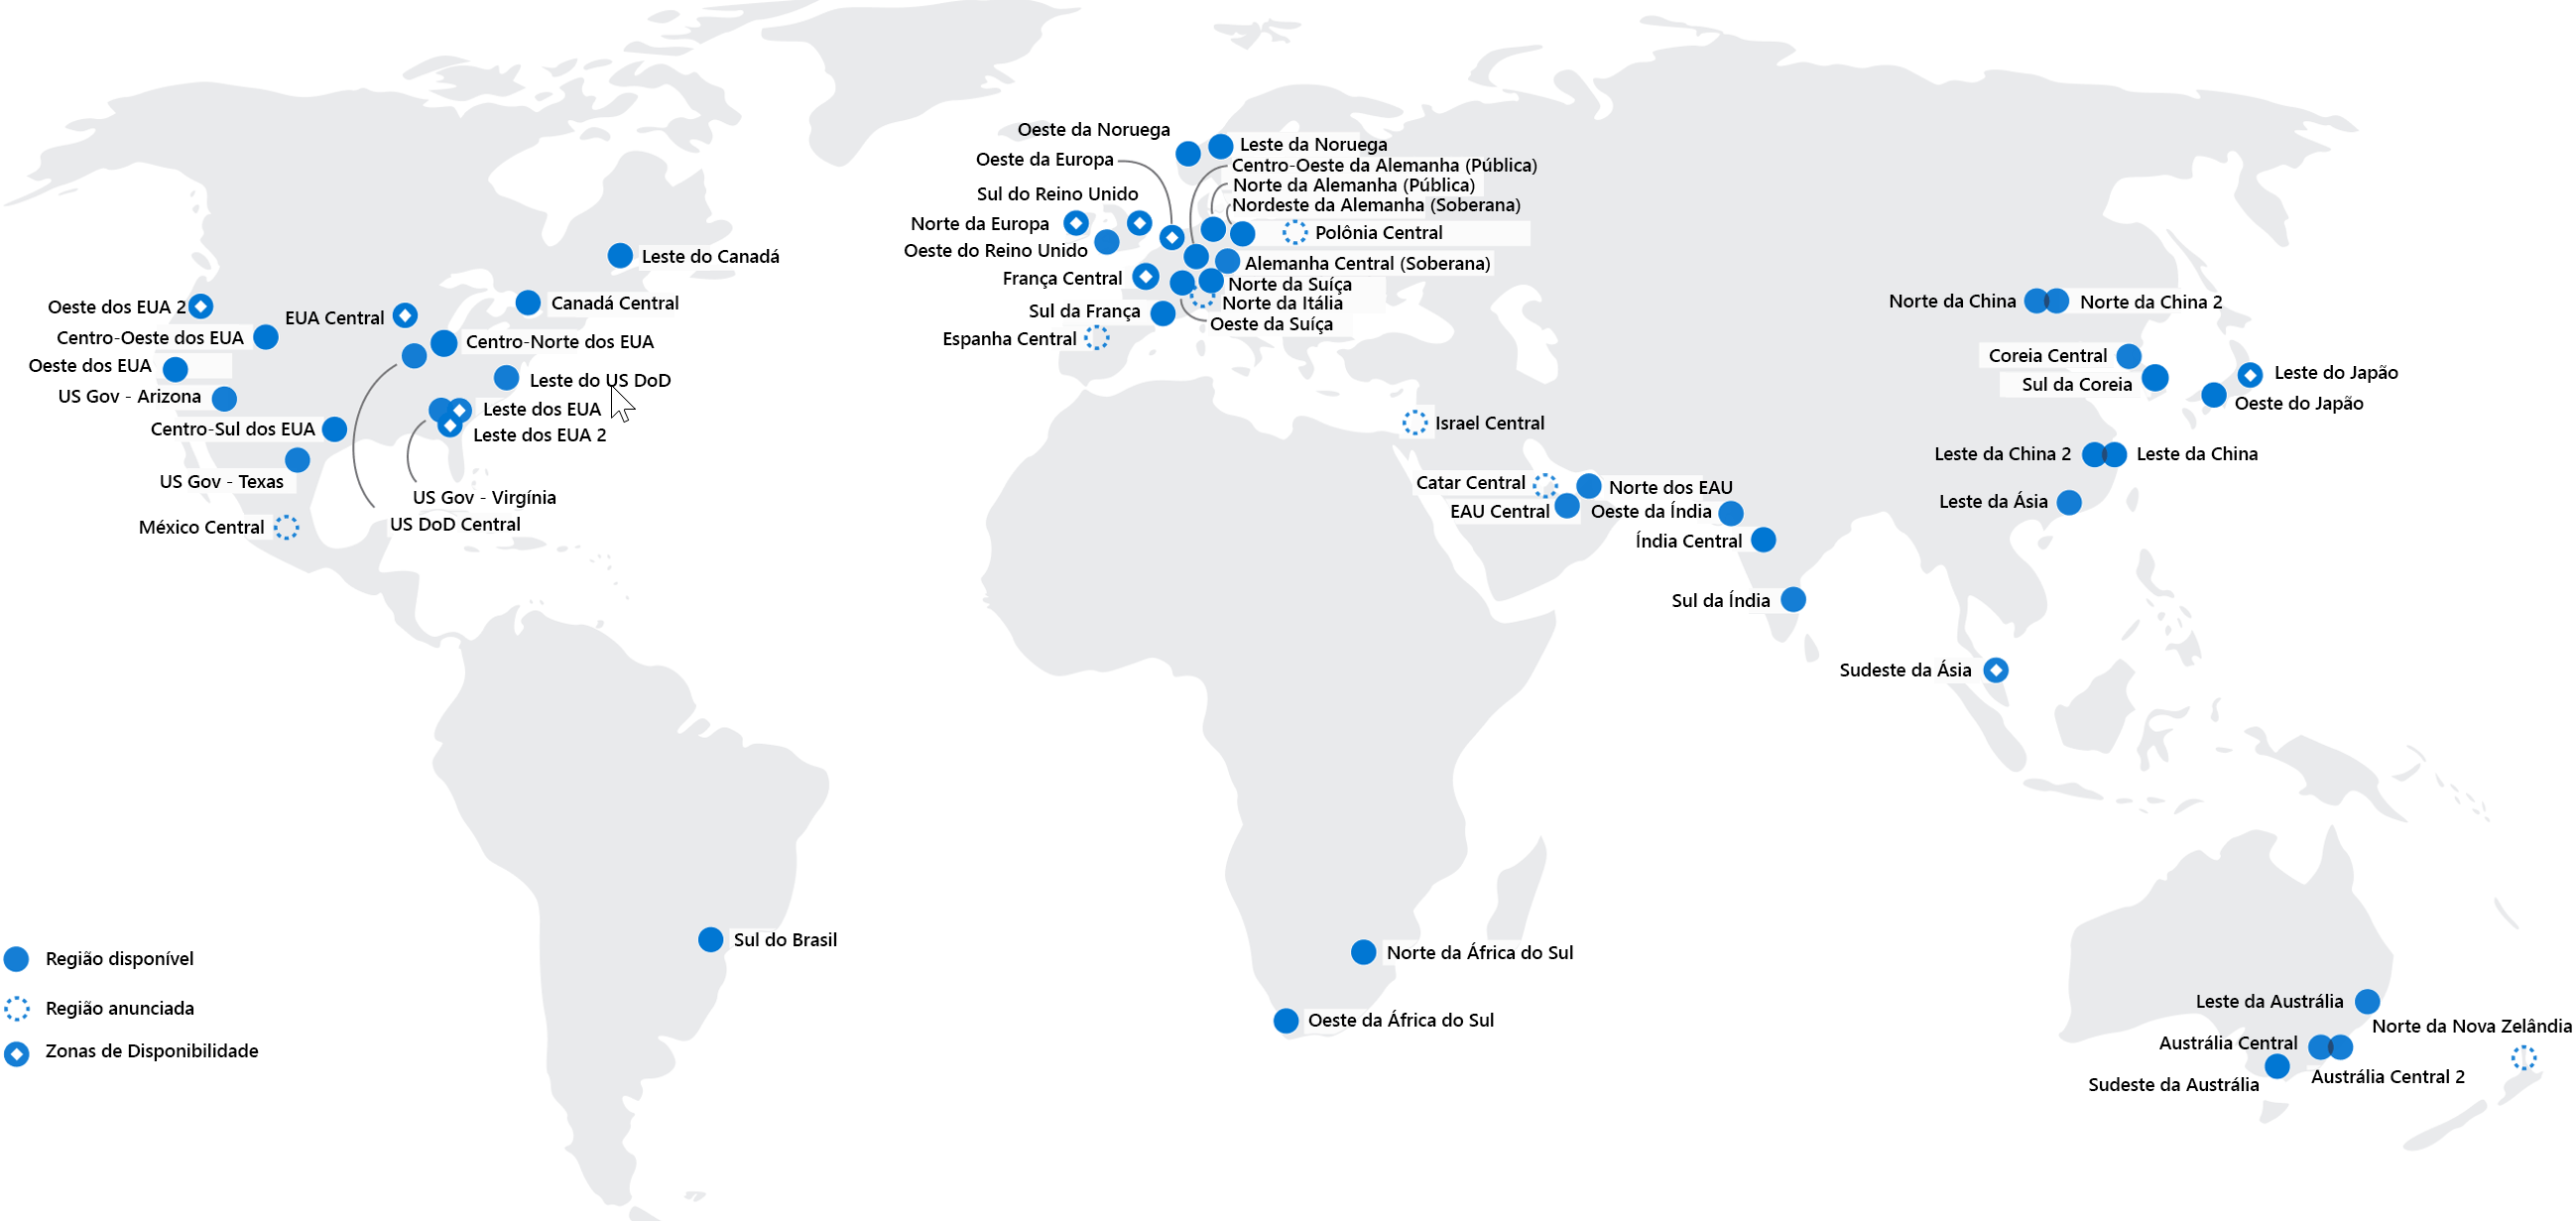 Oeste da Noruega
Leste da Noruega
Oeste da Europa
Centro-Oeste da Alemanha (Pública)
Norte da Alemanha (Pública)
Sul do Reino Unido
Nordeste da Alemanha (Soberana)
Norte da Europa
Polônia Central
Oeste do Reino Unido
Alemanha Central (Soberana)
França Central
Norte da Suíça
Norte da Itália
Sul da França
Oeste da Suíça
Espanha Central
Leste do Canadá
Canadá Central
Oeste dos EUA 2
EUA Central
Centro-Oeste dos EUA
Centro-Norte dos EUA
Oeste dos EUA
Leste do US DoD
US Gov - Arizona
Leste dos EUA
Centro-Sul dos EUA
Leste dos EUA 2
US Gov - Texas
US Gov - Virgínia
México Central
US DoD Central
Norte da China
Norte da China 2
Coreia Central
Sul da Coreia
Leste do Japão
Oeste do Japão
Israel Central
Leste da China 2
Leste da China
Catar Central
Norte dos EAU
EAU Central
Oeste da Índia
Leste da Ásia
Índia Central
Sul da Índia
Sudeste da Ásia
Sul do Brasil
Norte da África do Sul
Oeste da África do Sul
Leste da Austrália
Norte da Nova Zelândia
Austrália Central
Austrália Central 2
Sudeste da Austrália
Região disponível
Região anunciada
Zonas de Disponibilidade